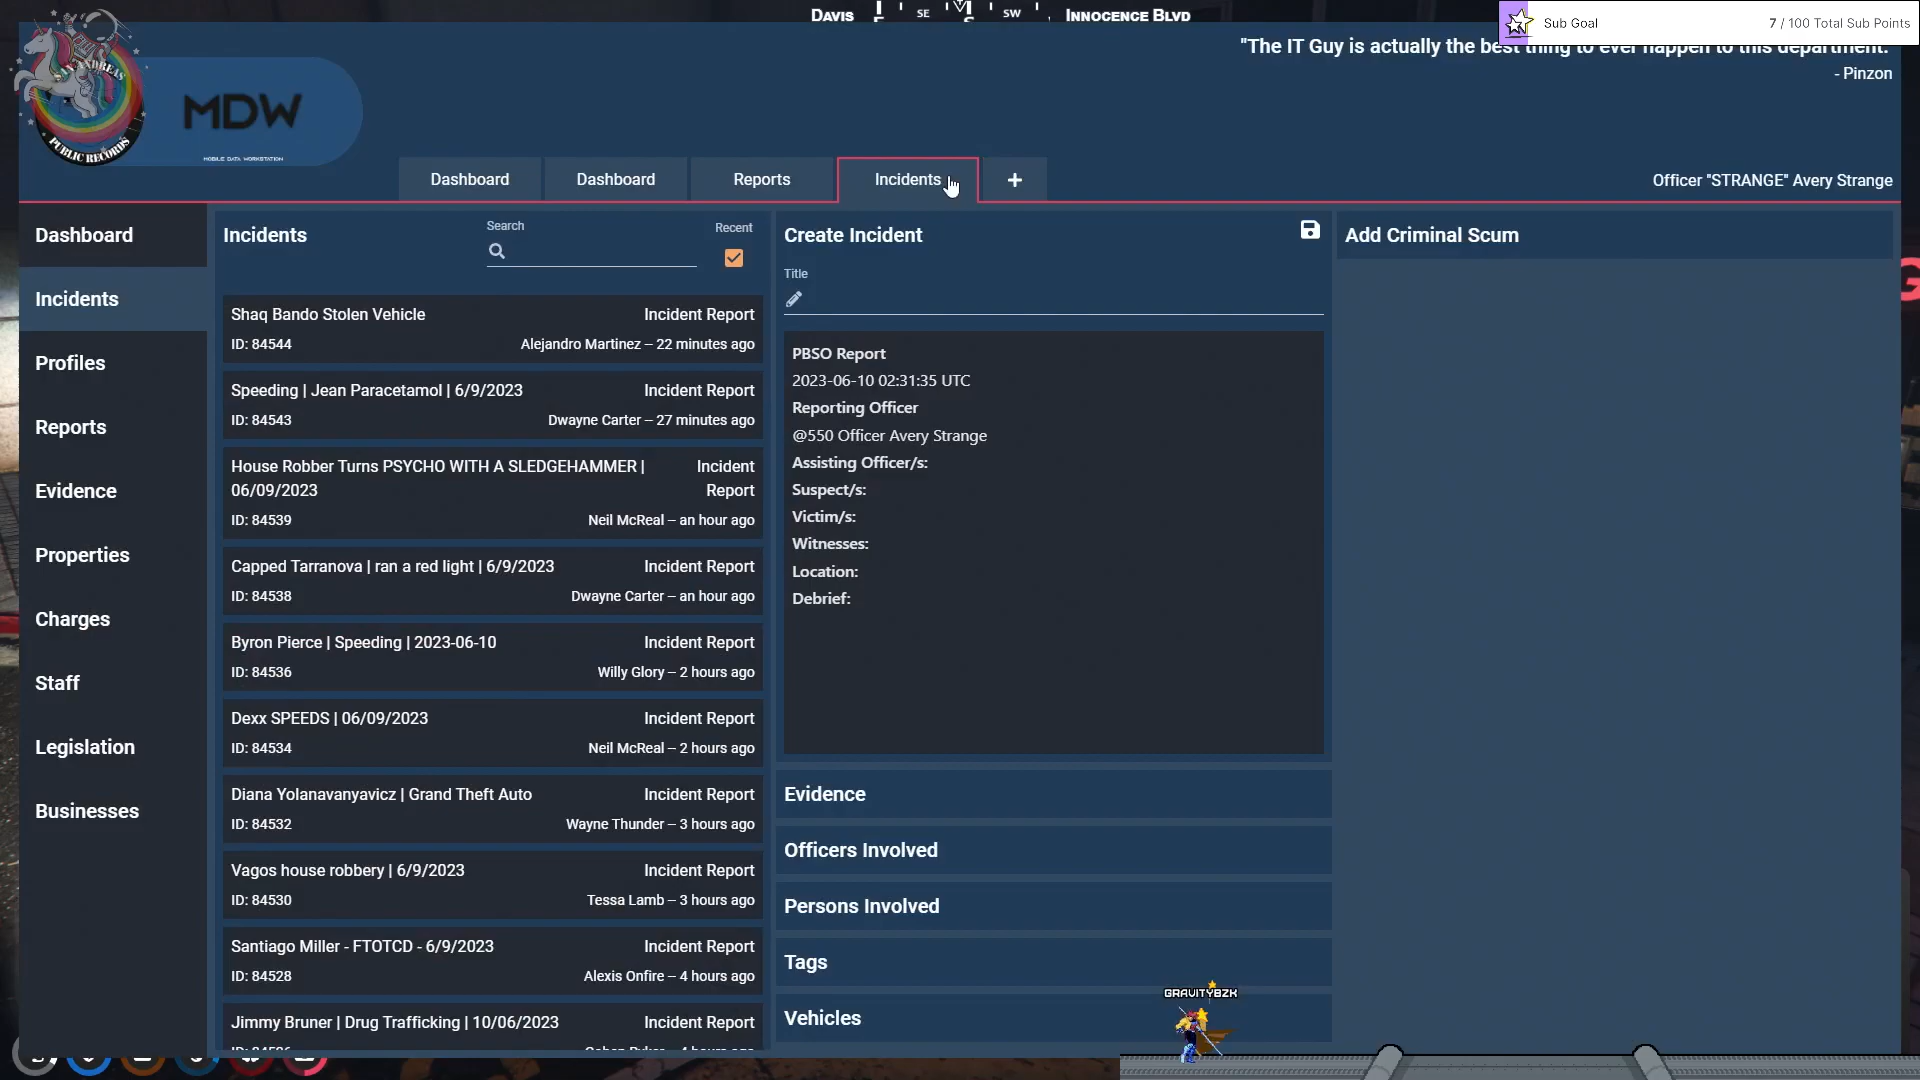 DAVIS
SE
SW
INNOCENCE BLVD
Sub Goal
7 / 100 Total Sub Points
"The IT Guy is actually the best thing to ever happen to this department."
- Pinzon
SAN ANDREAS
PUBLIC RECORDS
MDW
MOBILE DATA WORKSTATION
Dashboard
Dashboard
Reports
Incidents
+
Officer "STRANGE" Avery Strange
Dashboard
Incidents
Profiles
Reports
Evidence
Properties
Charges
Staff
Legislation
Businesses
Incidents
Search
Recent
Shaq Bando Stolen Vehicle
Incident Report
ID: 84544
Alejandro Martinez – 22 minutes ago
Speeding | Jean Paracetamol | 6/9/2023
Incident Report
ID: 84543
Dwayne Carter – 27 minutes ago
House Robber Turns PSYCHO WITH A SLEDGEHAMMER |
06/09/2023
Incident
Report
ID: 84539
Neil McReal – an hour ago
Capped Tarranova | ran a red light | 6/9/2023
Incident Report
ID: 84538
Dwayne Carter – an hour ago
Byron Pierce | Speeding | 2023-06-10
Incident Report
ID: 84536
Willy Glory – 2 hours ago
Dexx SPEEDS | 06/09/2023
Incident Report
ID: 84534
Neil McReal – 2 hours ago
Diana Yolanavanyavicz | Grand Theft Auto
Incident Report
ID: 84532
Wayne Thunder – 3 hours ago
Vagos house robbery | 6/9/2023
Incident Report
ID: 84530
Tessa Lamb – 3 hours ago
Santiago Miller - FTOTCD - 6/9/2023
Incident Report
ID: 84528
Alexis Onfire – 4 hours ago
Jimmy Bruner | Drug Trafficking | 10/06/2023
Incident Report
Create Incident
Title
PBSO Report
2023-06-10 02:31:35 UTC
Reporting Officer
@550 Officer Avery Strange
Assisting Officer/s:
Suspect/s:
Victim/s:
Witnesses:
Location:
Debrief:
Evidence
Officers Involved
Persons Involved
Tags
Vehicles
Add Criminal Scum
GRAVITYBZK